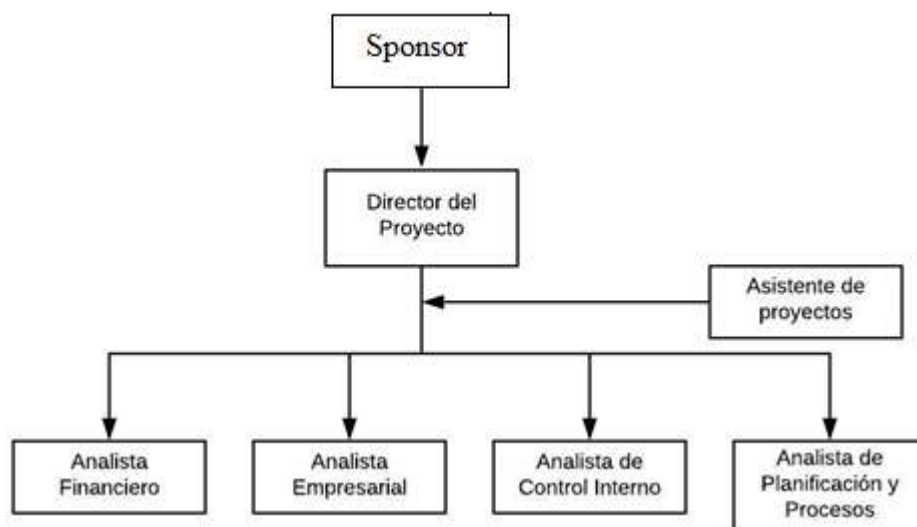 Sponsor
Director del
Proyecto
Asistente de
proyectos
Analista
Financiero
Analista
Empresarial
Analista de
Control Interno
Analista de
Planificación y
Procesos